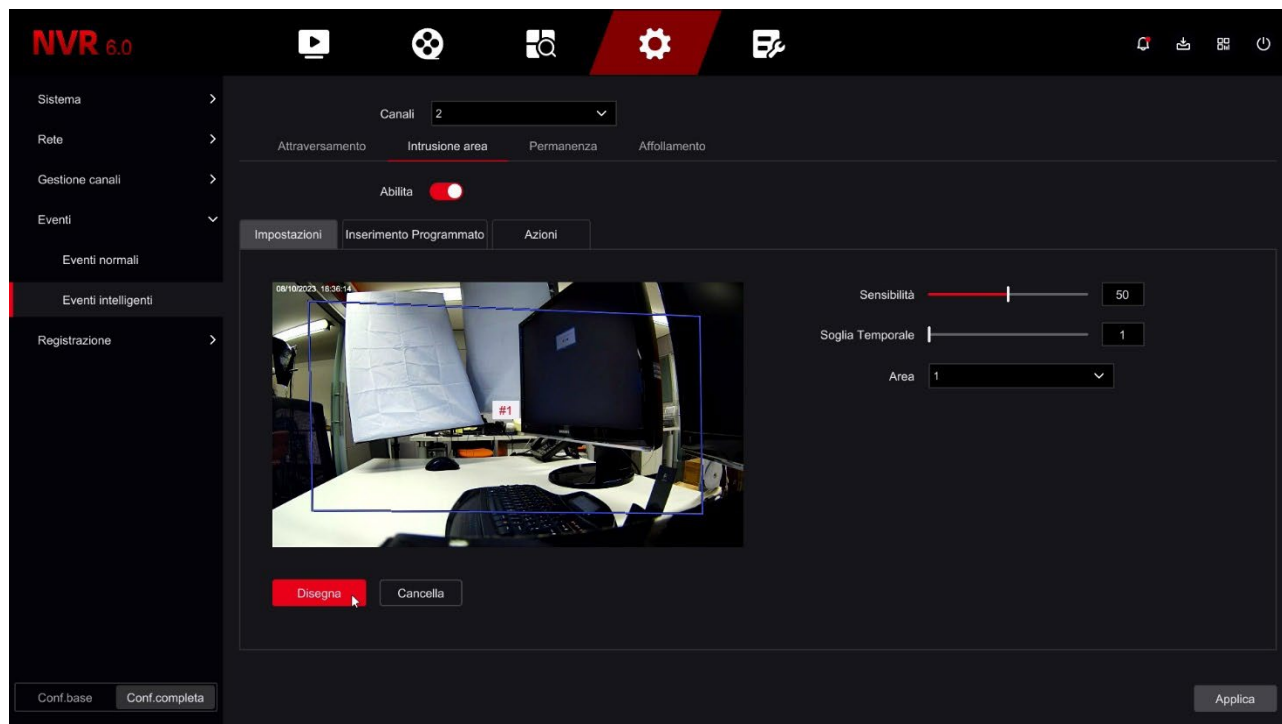 NVR 6.0
Sistema
Rete
Gestione canali
Eventi
Eventi normali
Eventi intelligenti
Registrazione
Conf.base Conf.completa
Canali 2
Attraversamento Intrusione area Permanenza Affollamento
Abilita
Impostazioni Inserimento Programmato Azioni
08/10/2023 16:36:14
#1
Sensibilità 50
Soglia Temporale 1
Area 1
Disegna Cancella
Applica